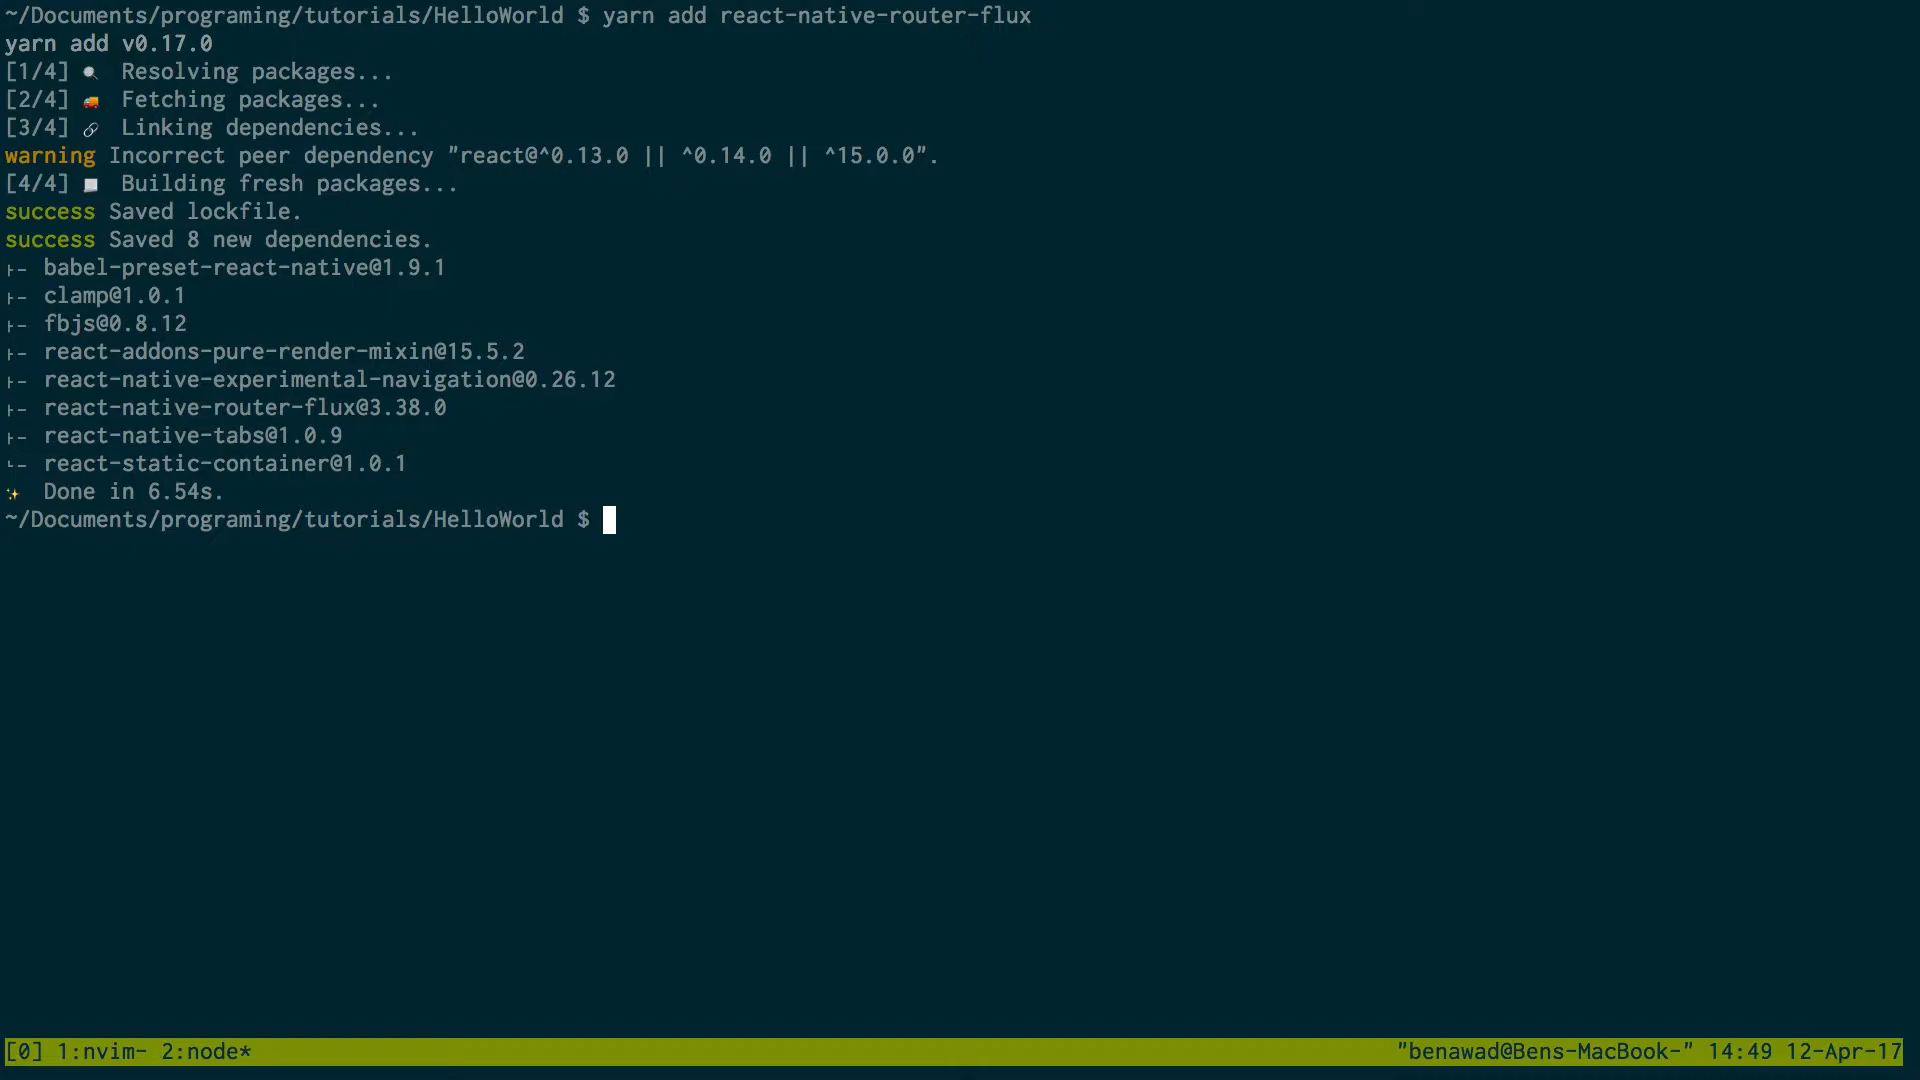 ~/Documents/programing/tutorials/HelloWorld $ yarn add react-native-router-flux
yarn add v0.17.0
[1/4] 🔍 Resolving packages...
[2/4] 🚚 Fetching packages...
[3/4] 🔗 Linking dependencies...
warning Incorrect peer dependency "react@^0.13.0 || ^0.14.0 || ^15.0.0".
[4/4] 📃 Building fresh packages...
success Saved lockfile.
success Saved 8 new dependencies.
├─ babel-preset-react-native@1.9.1
├─ clamp@1.0.1
├─ fbjs@0.8.12
├─ react-addons-pure-render-mixin@15.5.2
├─ react-native-experimental-navigation@0.26.12
├─ react-native-router-flux@3.38.0
├─ react-native-tabs@1.0.9
└─ react-static-container@1.0.1
✨ Done in 6.54s.
~/Documents/programing/tutorials/HelloWorld $
[0] 1:nvim- 2:node* "benawad@Bens-MacBook-" 14:49 12-Apr-17